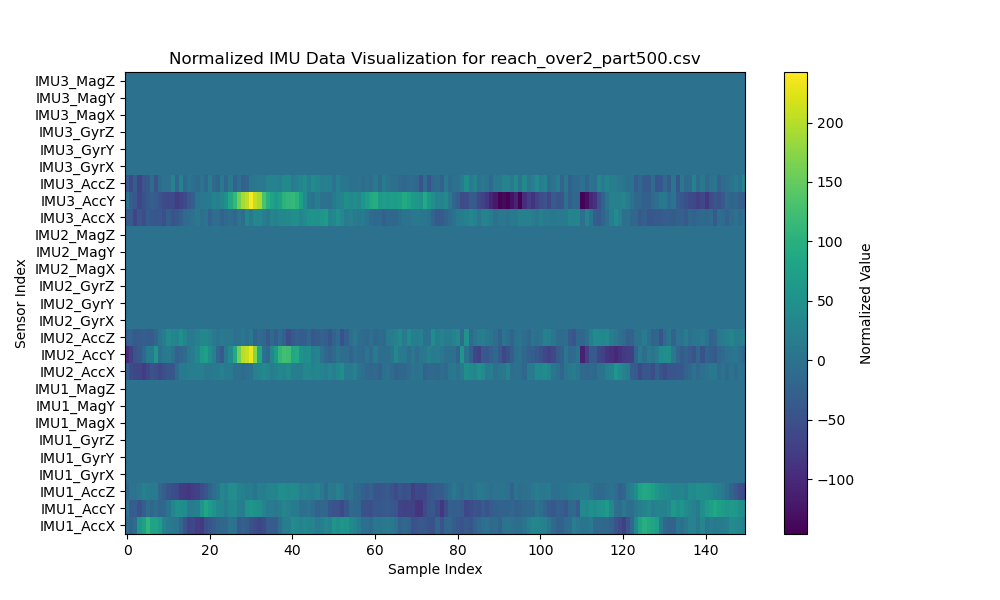 Normalized IMU Data Visualization for reach_over2_part500.csv
IMU3_MagZ
IMU3_MagY
IMU3_MagX
IMU3_GyrZ
IMU3_GyrY
IMU3_GyrX
IMU3_AccZ
IMU3_AccY
IMU3_AccX
IMU2_MagZ
IMU2_MagY
IMU2_MagX
IMU2_GyrZ
IMU2_GyrY
IMU2_GyrX
IMU2_AccZ
IMU2_AccY
IMU2_AccX
IMU1_MagZ
IMU1_MagY
IMU1_MagX
IMU1_GyrZ
IMU1_GyrY
IMU1_GyrX
IMU1_AccZ
IMU1_AccY
IMU1_AccX
Sensor Index
0 20 40 60 80 100 120 140
Sample Index
200
150
100
50
0
−50
−100
Normalized Value